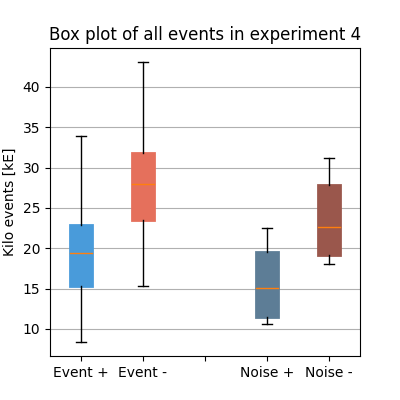 Box plot of all events in experiment 4
Kilo events [kE]
40
35
30
25
20
15
10
Event +
Event -
Noise +
Noise -